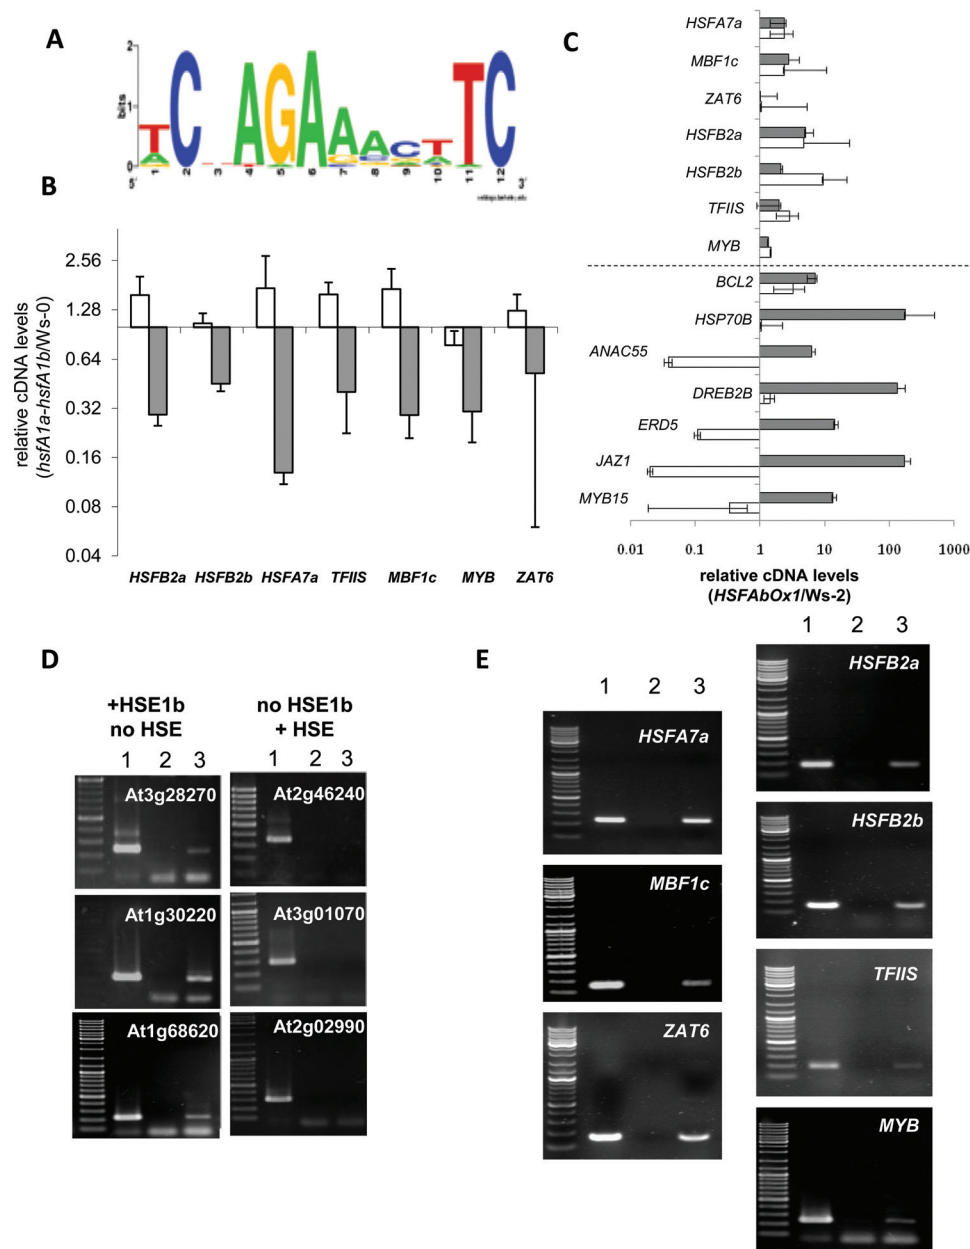 A
2
1
0
bits
T C A G A A A C T T C
5' 1 2 3 4 5 6 7 8 9 10 11 12 3'
B
relative cDNA levels
(hsfA1a-hsfA1b/Ws-0)
2.56
1.28
0.64
0.32
0.16
0.08
0.04
HSFB2a HSFB2b HSFA7a TFIIS MBF1c MYB ZAT6
C
HSFA7a
MBF1c
ZAT6
HSFB2a
HSFB2b
TFIIS
MYB
BCL2
HSP70B
ANAC55
DREB2B
ERD5
JAZ1
MYB15
0.01 0.1 1 10 100 1000
relative cDNA levels
(HSFAbOx1/Ws-2)
D
+HSE1b
no HSE
no HSE1b
+ HSE
1 2 3
1 2 3
At3g28270
At2g46240
At1g30220
At3g01070
At1g68620
At2g02990
E
1 2 3
HSFA7a
MBF1c
ZAT6
1 2 3
HSFB2a
HSFB2b
TFIIS
MYB